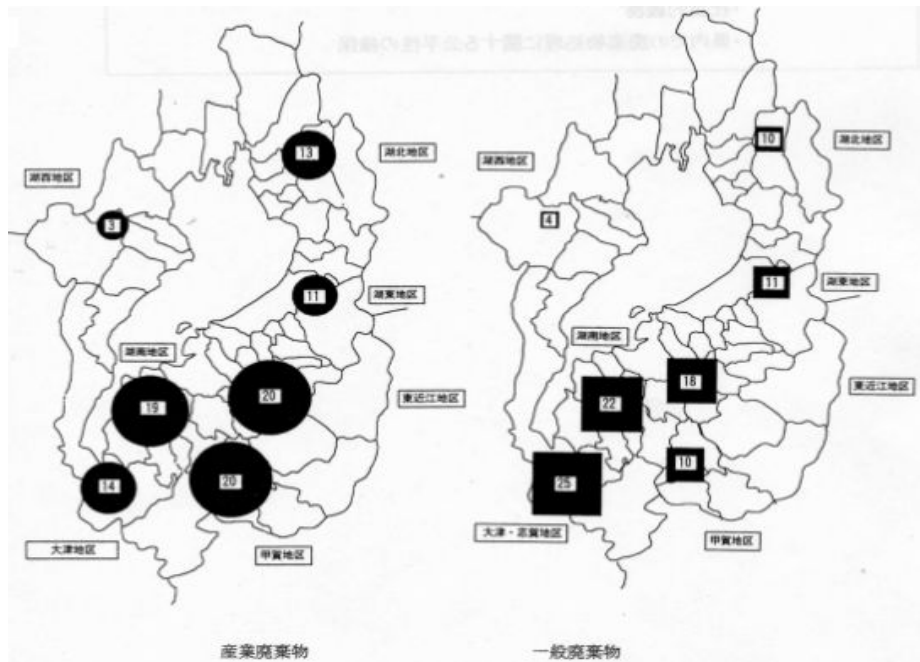 湖北地区
13
湖西地区
3
11
湖東地区
湖南地区
20
19
東近江地区
20
14
大津地区
甲賀地区
産業廃棄物
10
湖北地区
湖西地区
4
11
湖東地区
湖南地区
18
東近江地区
22
10
25
大津・志賀地区
甲賀地区
一般廃棄物